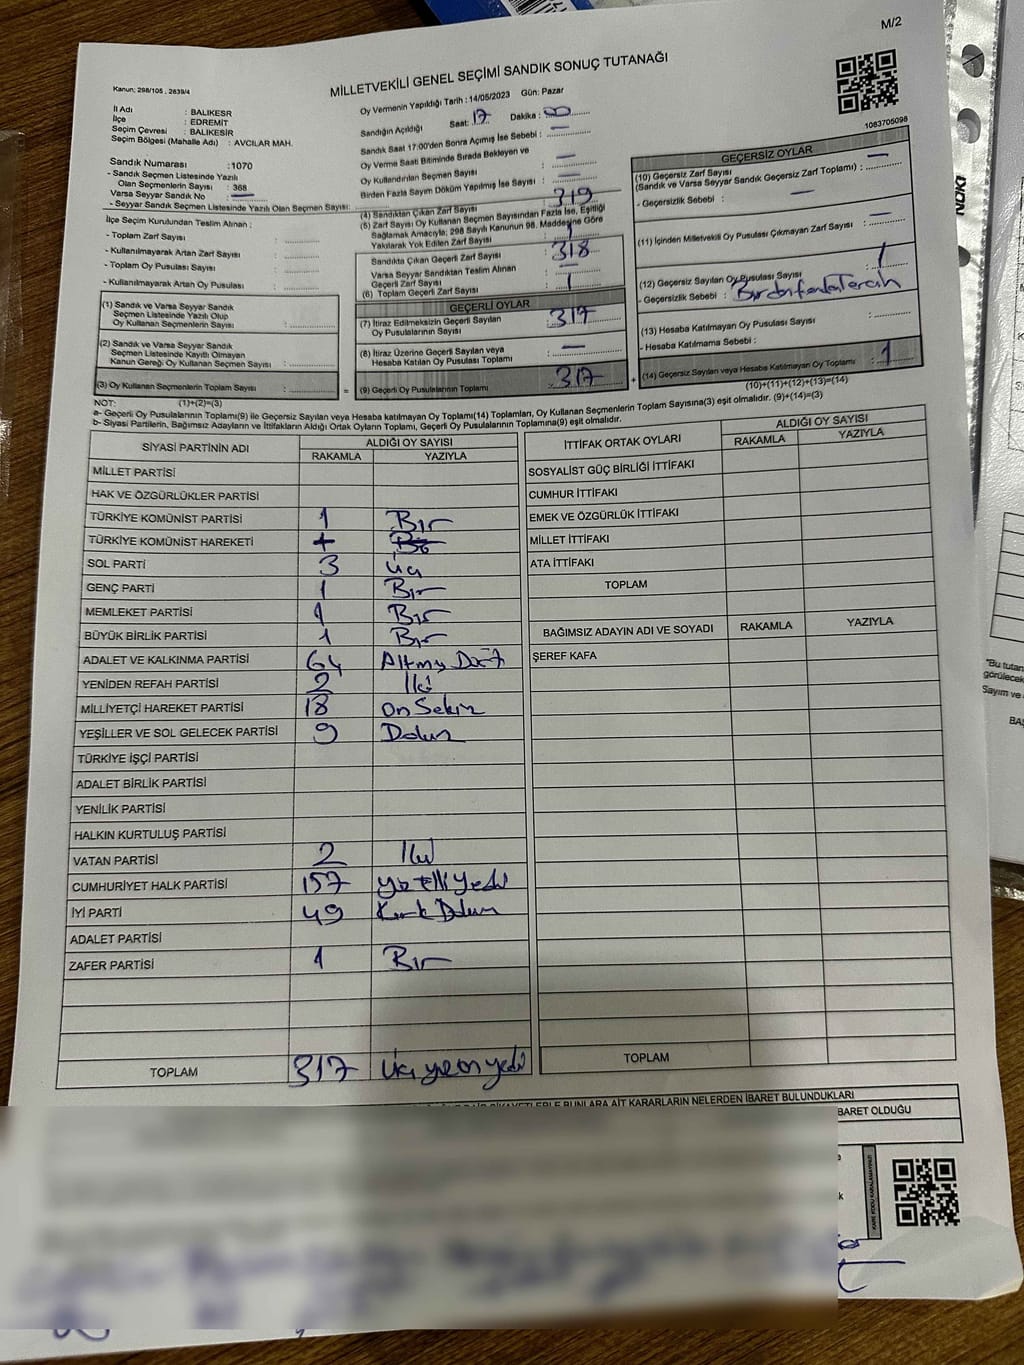 M/2
MİLLETVEKİLİ GENEL SEÇİMİ SANDIK SONUÇ TUTANAĞI
Kanun; 298/105 , 2839/4
İl Adı : BALIKESR
İlçe : EDREMIT
Seçim Çevresi : BALIKESİR
Seçim Bölgesi (Mahalle Adı) : AVCILAR MAH.
Sandık Numarası :1070
- Sandık Seçmen Listesinde Yazılı
Olan Seçmenlerin Sayısı : 368
Varsa Seyyar Sandık No
- Seyyar Sandık Seçmen Listesinde Yazılı Olan Seçmen Sayısı:
İlçe Seçim Kurulundan Teslim Alınan :
- Toplam Zarf Sayısı
- Kullanılmayarak Artan Zarf Sayısı
- Toplam Oy Pusulası Sayısı
- Kullanılmayarak Artan Oy Pusulası
(1) Sandık ve Varsa Seyyar Sandık
Seçmen Listesinde Yazılı Olup
Oy Kullanan Seçmenlerin Sayısı
(2) Sandık ve Varsa Seyyar Sandık
Seçmen Listesinde Kayıtlı Olmayan
Kanun Gereği Oy Kullanan Seçmen Sayısı
(3) Oy Kullanan Seçmenlerin Toplam Sayısı :
(1)+(2)=(3)
Oy Vermenin Yapıldığı Tarih : 14/05/2023 Gün: Pazar
Sandığın Açıldığı Saat: 17 Dakika : 00
Sandık Saat 17:00'den Sonra Açımış İse Sebebi :
Oy Verme Saat Bitiminde Sırada Bekleyen ve
Oy Kullandırılan Seçmen Sayısı :
Birden Fazla Sayım Döküm Yapılmış İse Sayısı :
(4) Sandıktan Çıkan Zarf Sayısı 319
(5) Zarf Sayısı Oy Kullanan Seçmen Sayısından Fazla İse, Eşitliği
Sağlamak Amacıyla; 298 Sayılı Kanunun 98. Maddesine Göre
Yakılarak Yok Edilen Zarf Sayısı 1
Sandıkta Çıkan Geçerli Zarf Sayısı 318
Varsa Seyyar Sandıktan Teslim Alınan
Geçerli Zarf Sayısı
(6) Toplam Geçerli Zarf Sayısı 1
GEÇERLİ OYLAR
(7) İtiraz Edilmeksizin Geçerli Sayılan
Oy Pusulalarının Sayısı : 317
(8) İtiraz Üzerine Geçerli Sayılan veya
Hesaba Katılan Oy Pusulası Toplamı :
= (9) Geçerli Oy Pusulalarının Toplamı 317 +
1063705098
GEÇERSİZ OYLAR
(10) Geçersiz Zarf Sayısı
(Sandık ve Varsa Seyyar Sandık Geçersiz Zarf Toplamı) :
- Geçersizlik Sebebi :
(11) İçinden Milletvekili Oy Pusulası Çıkmayan Zarf Sayısı
(12) Geçersiz Sayılan Oy Pusulası Sayısı 1
- Geçersizlik Sebebi : Birden fazla Tercih
(13) Hesaba Katılmayan Oy Pusulası Sayısı :
- Hesaba Katılmama Sebebi :
(14) Geçersiz Sayılan veya Hesaba Katılmayan Oy Toplamı : 1
(10)+(11)+(12)+(13)=(14)
NOT:
a- Geçerli Oy Pusulalarının Toplamı(9) ile Geçersiz Sayılan veya Hesaba katılmayan Oy Toplamı(14) Toplamları, Oy Kullanan Seçmenlerin Toplam Sayısına(3) eşit olmalıdır. (9)+(14)=(3)
b- Siyasi Partilerin, Bağımsız Adayların ve İttifakların Aldığı Ortak Oyların Toplamı, Geçerli Oy Pusulalarının Toplamına(9) eşit olmalıdır.
SİYASİ PARTİNİN ADI ALDIĞI OY SAYISI
RAKAMLA YAZIYLA
MİLLET PARTİSİ
HAK VE ÖZGÜRLÜKLER PARTİSİ
TÜRKİYE KOMÜNİST PARTİSİ 1 Bir
TÜRKİYE KOMÜNİST HAREKETİ
SOL PARTİ 3 üç
GENÇ PARTİ 1 Bir
MEMLEKET PARTİSİ 1 Bir
BÜYÜK BİRLİK PARTİSİ 1 Bir
ADALET VE KALKINMA PARTİSİ 64 Altmış Dört
YENİDEN REFAH PARTİSİ 2 İki
MİLLİYETÇİ HAREKET PARTİSİ 18 on Sekiz
YEŞİLLER VE SOL GELECEK PARTİSİ 9 Dokuz
TÜRKİYE İŞÇİ PARTİSİ
ADALET BİRLİK PARTİSİ
YENİLİK PARTİSİ
HALKIN KURTULUŞ PARTİSİ
VATAN PARTİSİ 2 İki
CUMHURİYET HALK PARTİSİ 157 yüz elli yedi
İYİ PARTİ 49 Kırk Dokuz
ADALET PARTİSİ
ZAFER PARTİSİ 1 Bir
TOPLAM 317 üç yüz on yedi
İTTİFAK ORTAK OYLARI ALDIĞI OY SAYISI
RAKAMLA YAZIYLA
SOSYALİST GÜÇ BİRLİĞİ İTTİFAKI
CUMHUR İTTİFAKI
EMEK VE ÖZGÜRLÜK İTTİFAKI
MİLLET İTTİFAKI
ATA İTTİFAKI
TOPLAM
BAĞIMSIZ ADAYIN ADI VE SOYADI RAKAMLA YAZIYLA
ŞEREF KAFA
TOPLAM
BUNLARA AİT KARARLARIN NELERDEN İBARET BULUNDUKLARI
BARET OLDUĞU
KARE KODU KARALAMAYINIZ!
NOKI
"Bu tutan
görülecek
Sayım ve
BAŞ